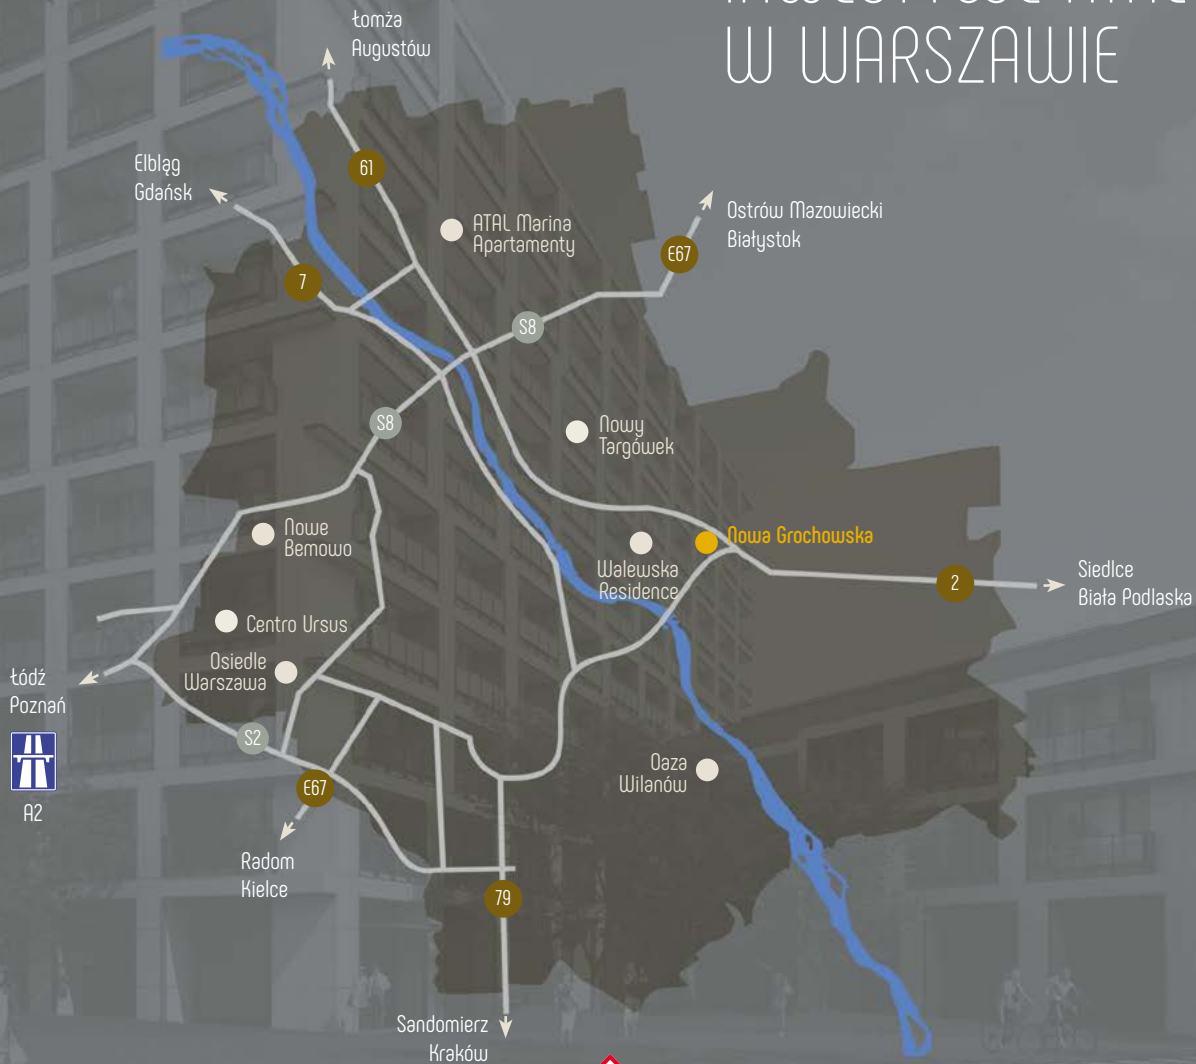 W WARSZAWIE
Łomża
Augustów
61
Elbląg
Gdańsk
7
ATAL Marina
Apartamenty
Ostrów Mazowiecki
Białystok
E67
S8
S8
Nowy
Targówek
Nowe
Bemowo
Nowa Grochowska
Walewska
Residence
2
Siedlce
Biała Podlaska
Centro Ursus
Osiedle
Warszawa
Łódź
Poznań
A2
S2
E67
Radom
Kielce
Oaza
Wilanów
79
Sandomierz
Kraków